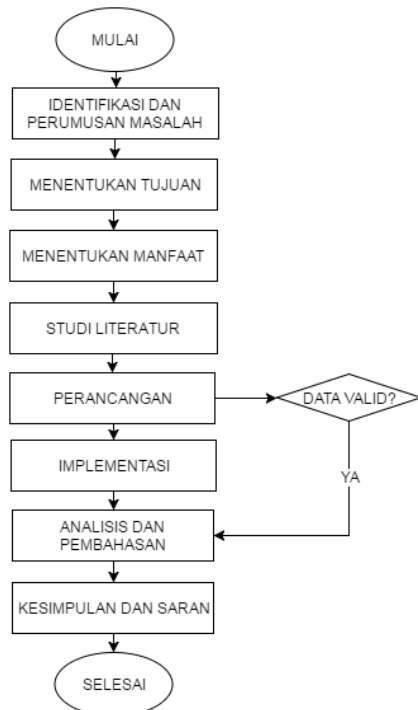 MULAI
IDENTIFIKASI DAN
PERUMUSAN MASALAH
MENENTUKAN TUJUAN
MENENTUKAN MANFAAT
STUDI LITERATUR
PERANCANGAN
DATA VALID?
IMPLEMENTASI
YA
ANALISIS DAN
PEMBAHASAN
KESIMPULAN DAN SARAN
SELESAI